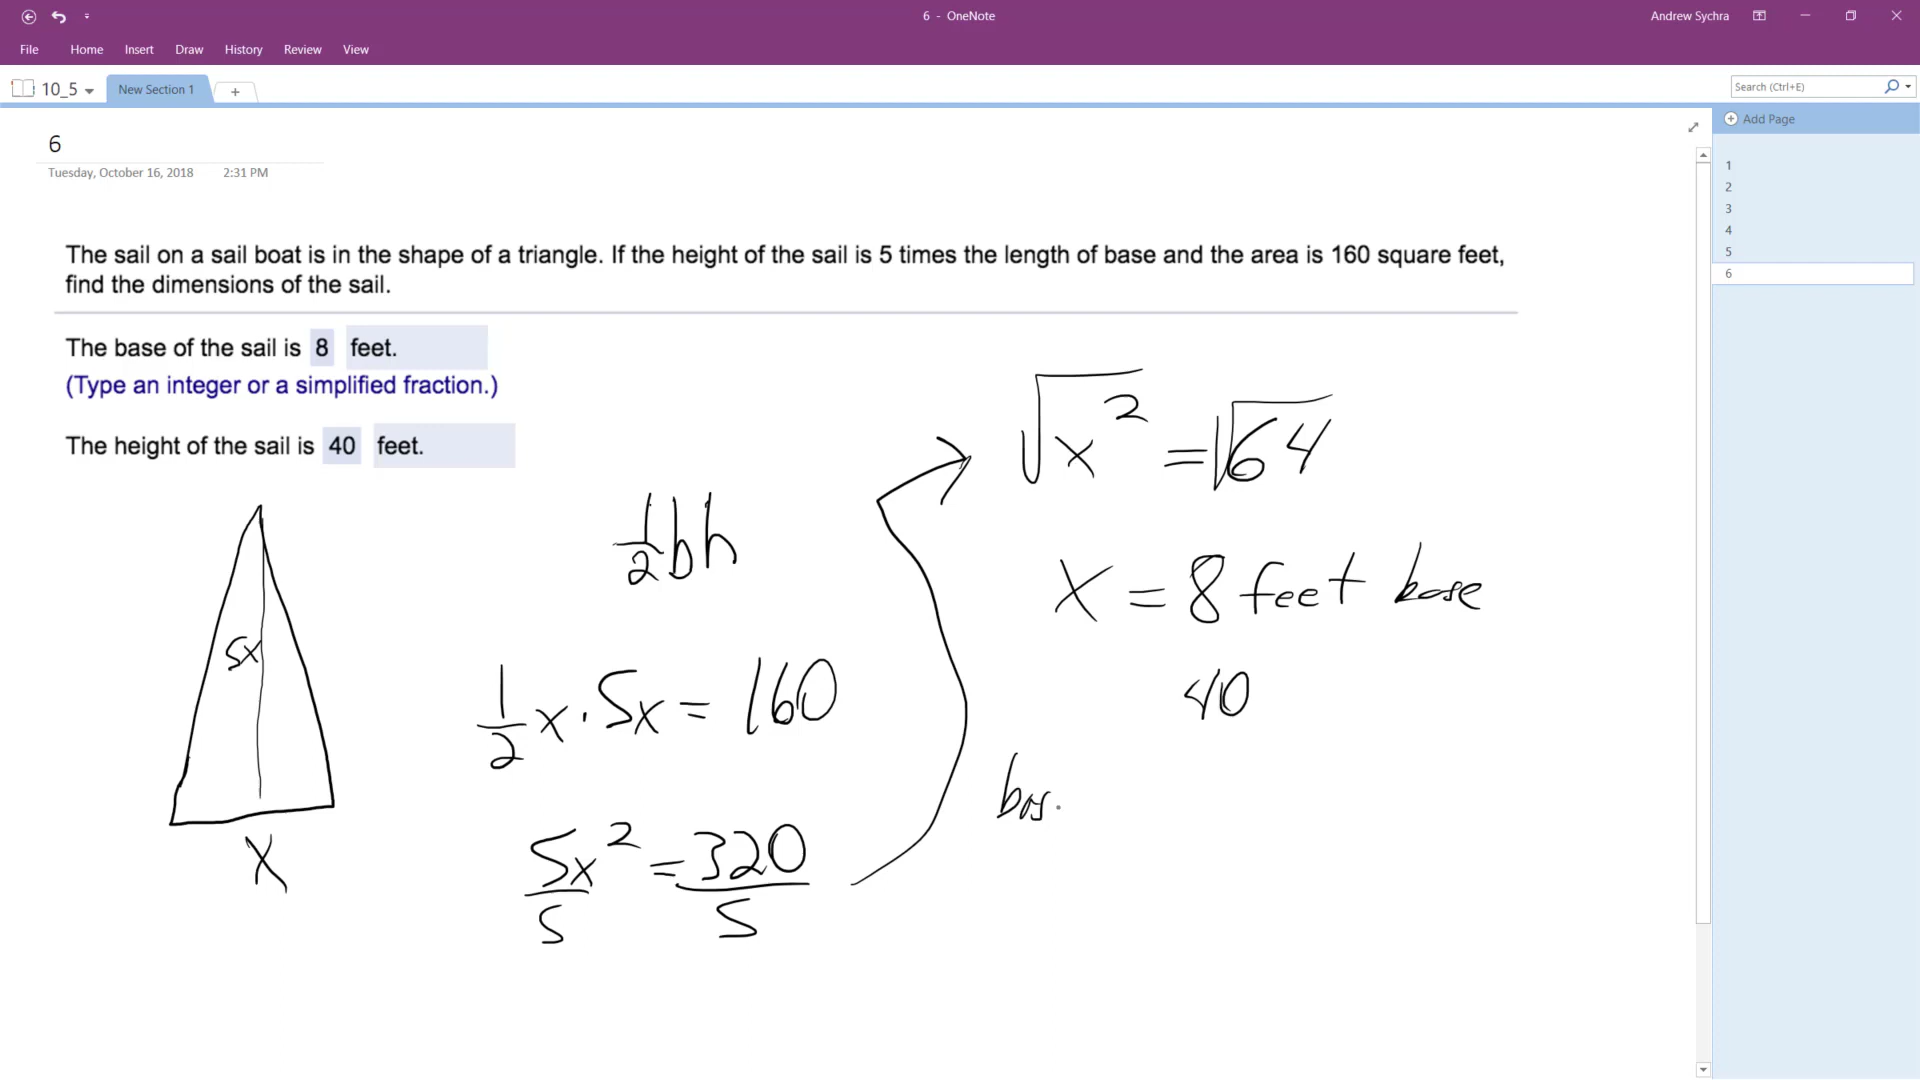 6 - OneNote
Andrew Sychra
File Home Insert Draw History Review View
10_5 New Section 1 +
Search (Ctrl+E)
Add Page
1
2
3
4
5
6
6
Tuesday, October 16, 2018 2:31 PM
The sail on a sail boat is in the shape of a triangle. If the height of the sail is 5 times the length of base and the area is 160 square feet,
find the dimensions of the sail.
The base of the sail is 8 feet.
(Type an integer or a simplified fraction.)
The height of the sail is 40 feet.
5x
x
1/2 bh
1/2 x · 5x = 160
5x²/5 = 320/5
√x² = √64
x = 8 feet base
40
bas